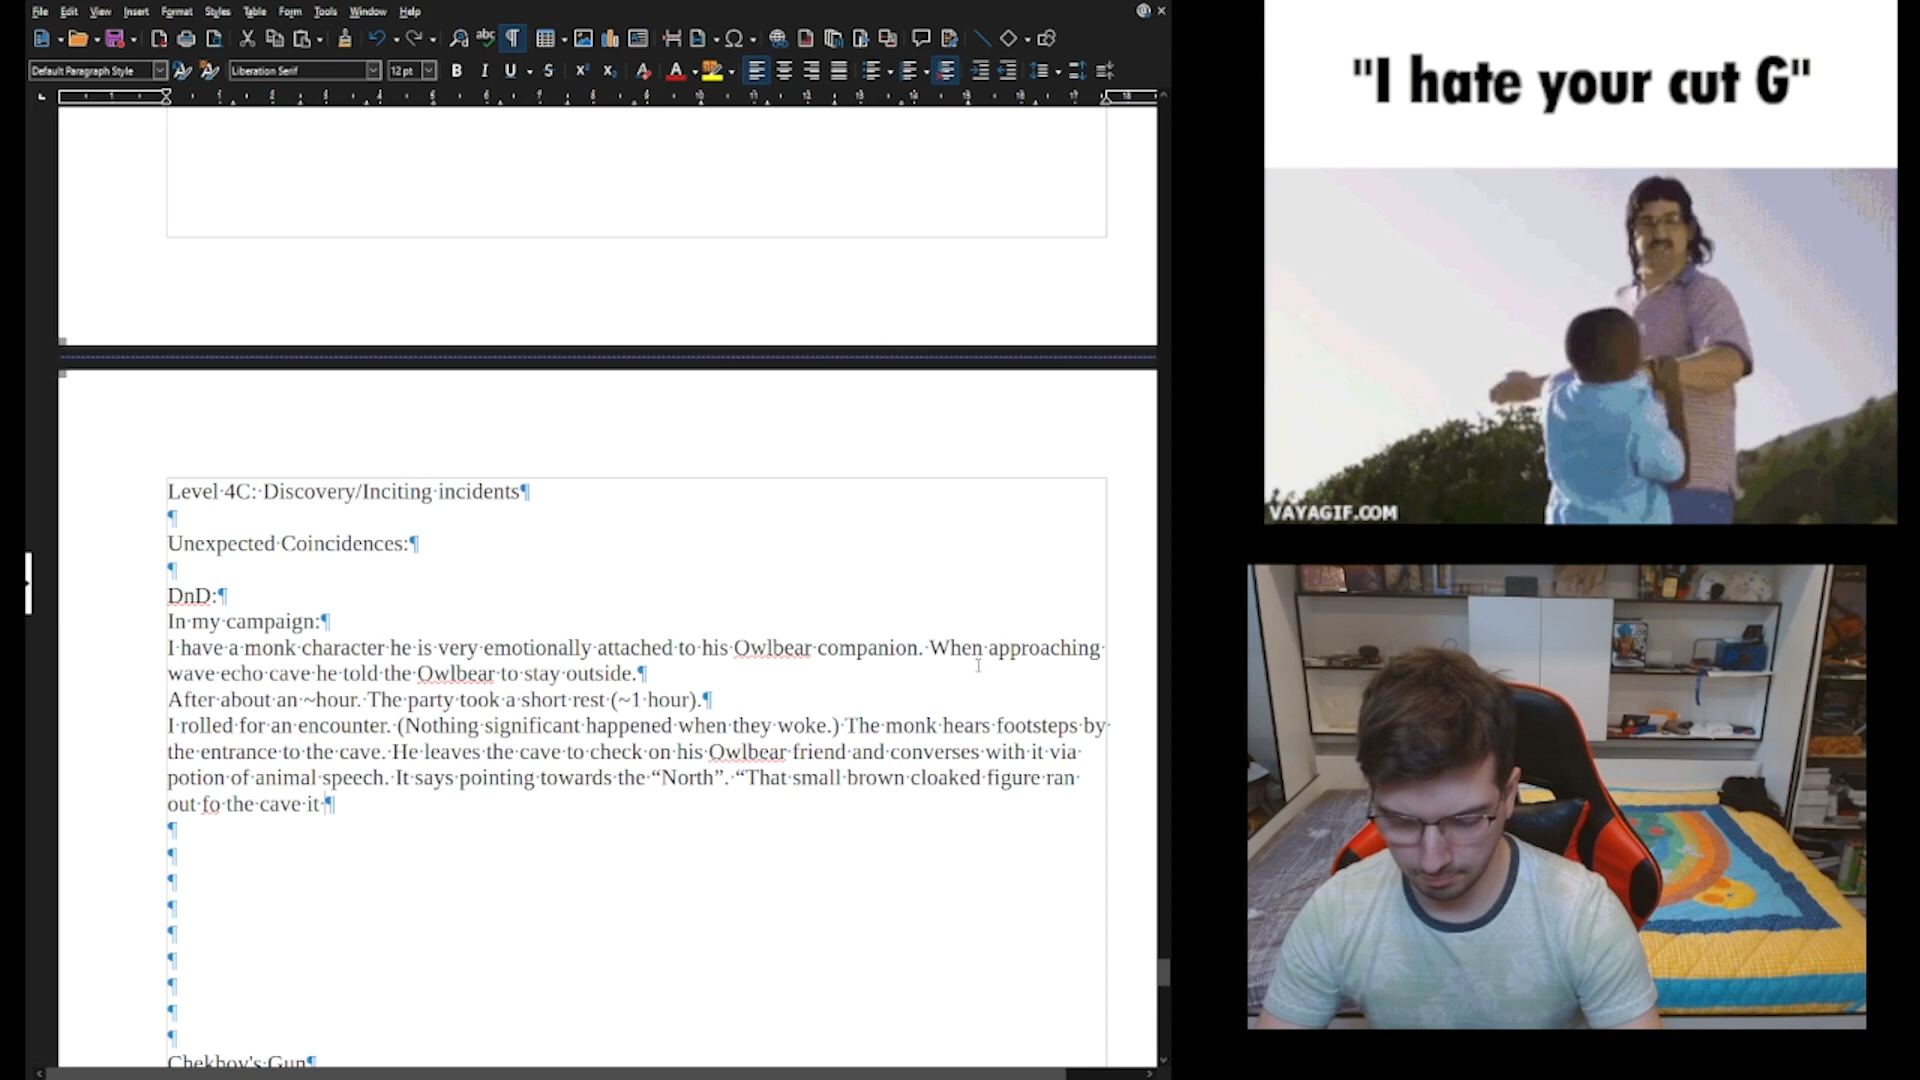 File Edit View Insert Format Styles Table Form Tools Window Help
Default Paragraph Style Liberation Serif 12 pt
Level 4C: Discovery/Inciting incidents
Unexpected Coincidences:
DnD:
In my campaign:
I have a monk character he is very emotionally attached to his Owlbear companion. When approaching
wave echo cave he told the Owlbear to stay outside.
After about an ~hour. The party took a short rest (~1 hour).
I rolled for an encounter. (Nothing significant happened when they woke.) The monk hears footsteps by
the entrance to the cave. He leaves the cave to check on his Owlbear friend and converses with it via
potion of animal speech. It says pointing towards the “North”. “That small brown cloaked figure ran
out fo the cave it
Chekhov's Gun
"I hate your cut G"
VAYAGIF.COM